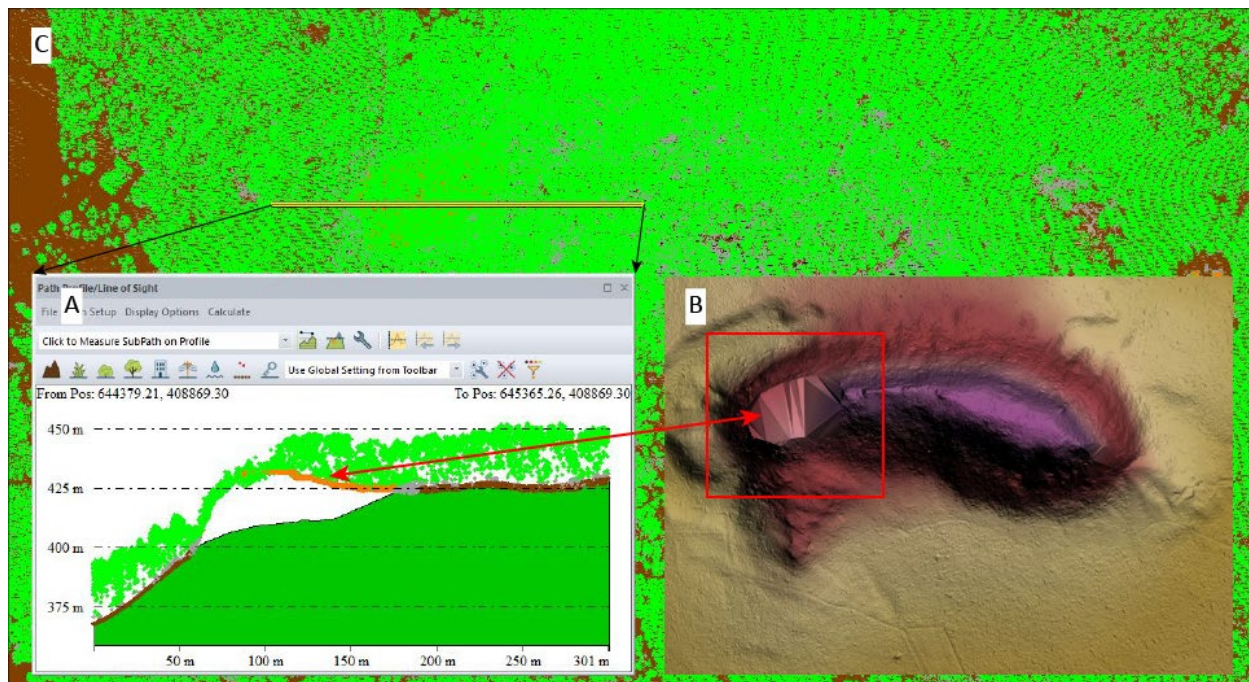 C
Path Profile/Line of Sight
A
File Path Setup Display Options Calculate
Click to Measure SubPath on Profile
Use Global Setting from Toolbar
From Pos: 644379.21, 408869.30 To Pos: 645365.26, 408869.30
450 m
425 m
400 m
375 m
50 m 100 m 150 m 200 m 250 m 301 m
B